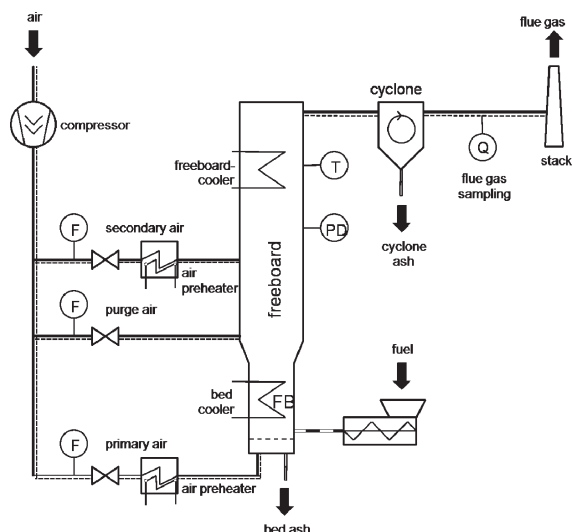 air
flue gas
compressor
cyclone
freeboard-
cooler
T
Q
stack
flue gas
sampling
F
secondary air
PD
cyclone
ash
air
preheater
freeboard
F
purge air
fuel
bed
cooler
FB
F
primary air
air preheater
bed ash